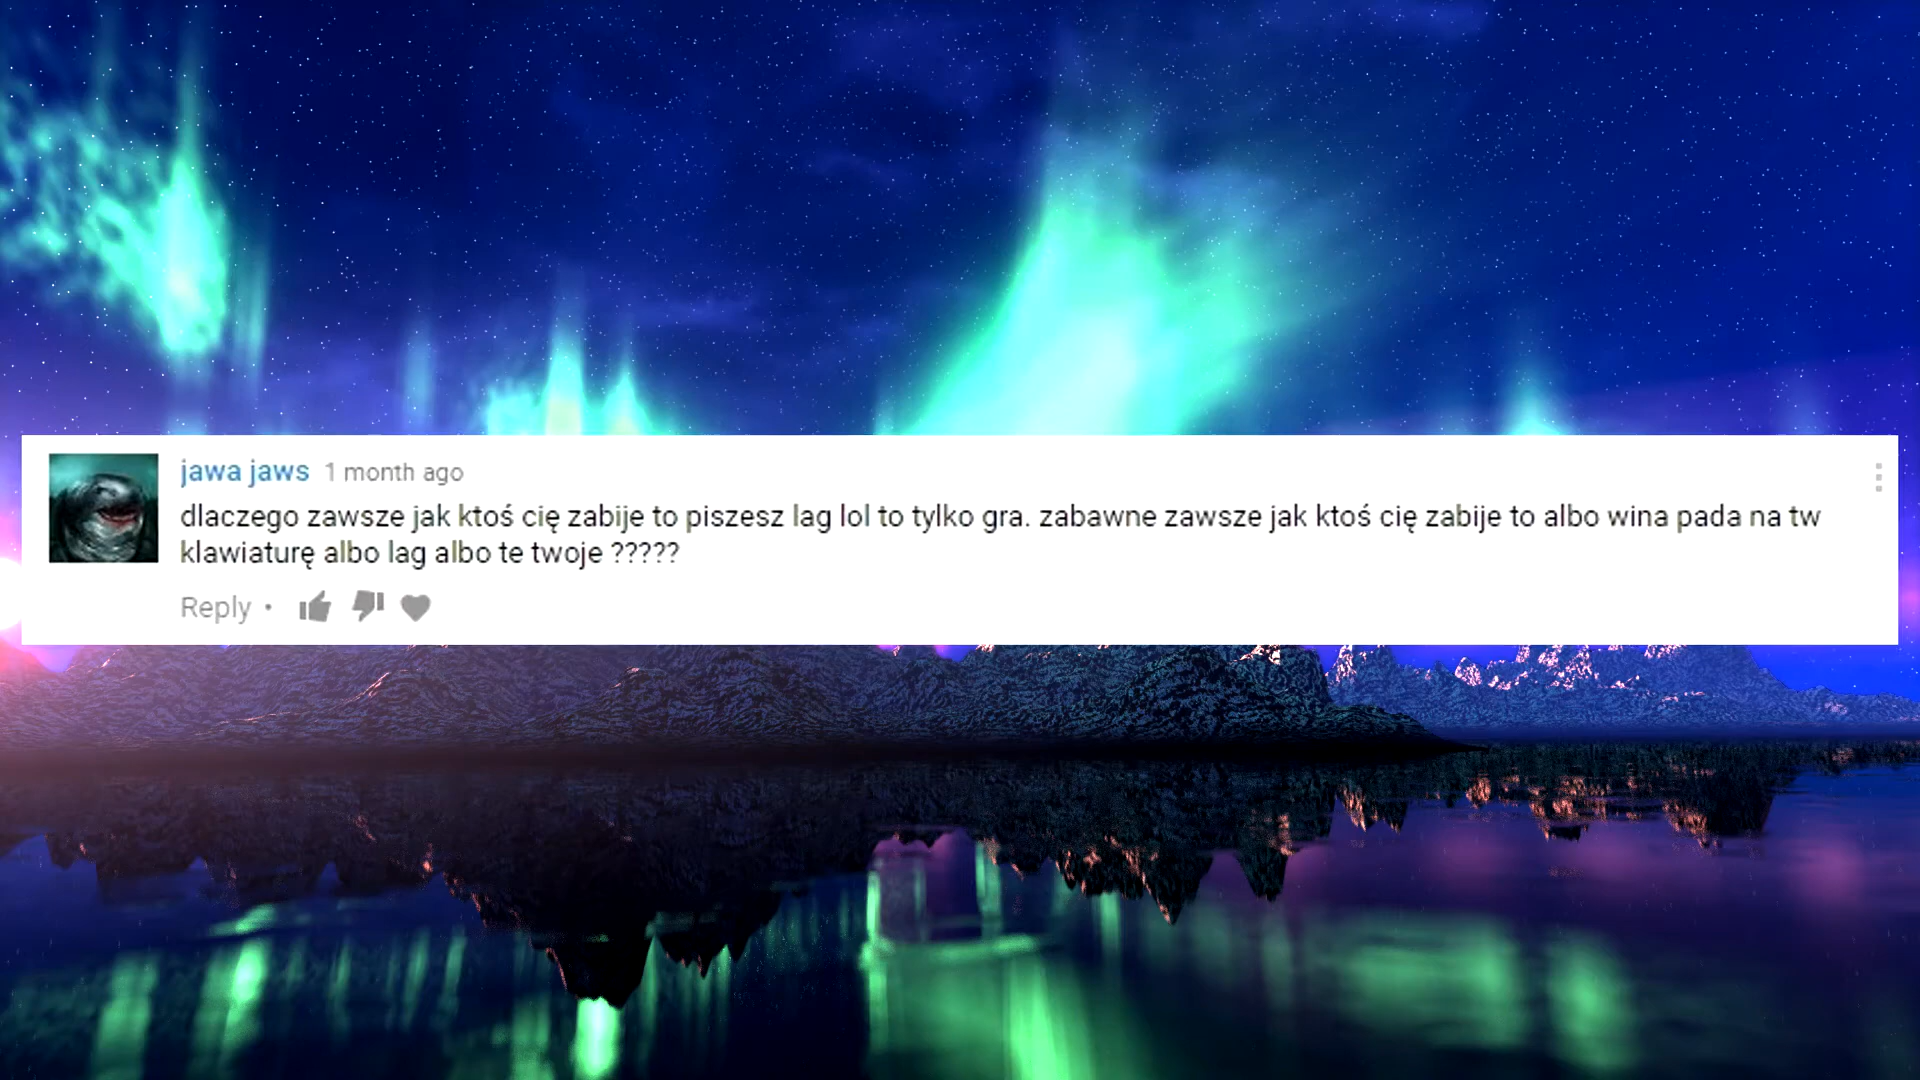 jawa jaws 1 month ago
dlaczego zawsze jak ktoś cię zabije to piszesz lag lol to tylko gra. zabawne zawsze jak ktoś cię zabije to albo wina pada na tw
klawiaturę albo lag albo te twoje ?????
Reply •